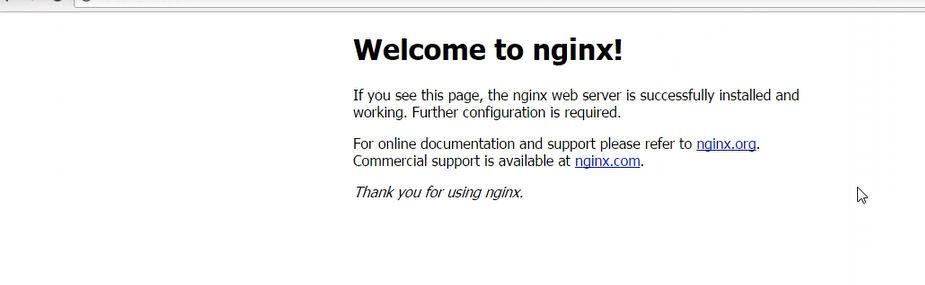 Welcome to nginx!
If you see this page, the nginx web server is successfully installed and
working. Further configuration is required.
For online documentation and support please refer to nginx.org.
Commercial support is available at nginx.com.
Thank you for using nginx.